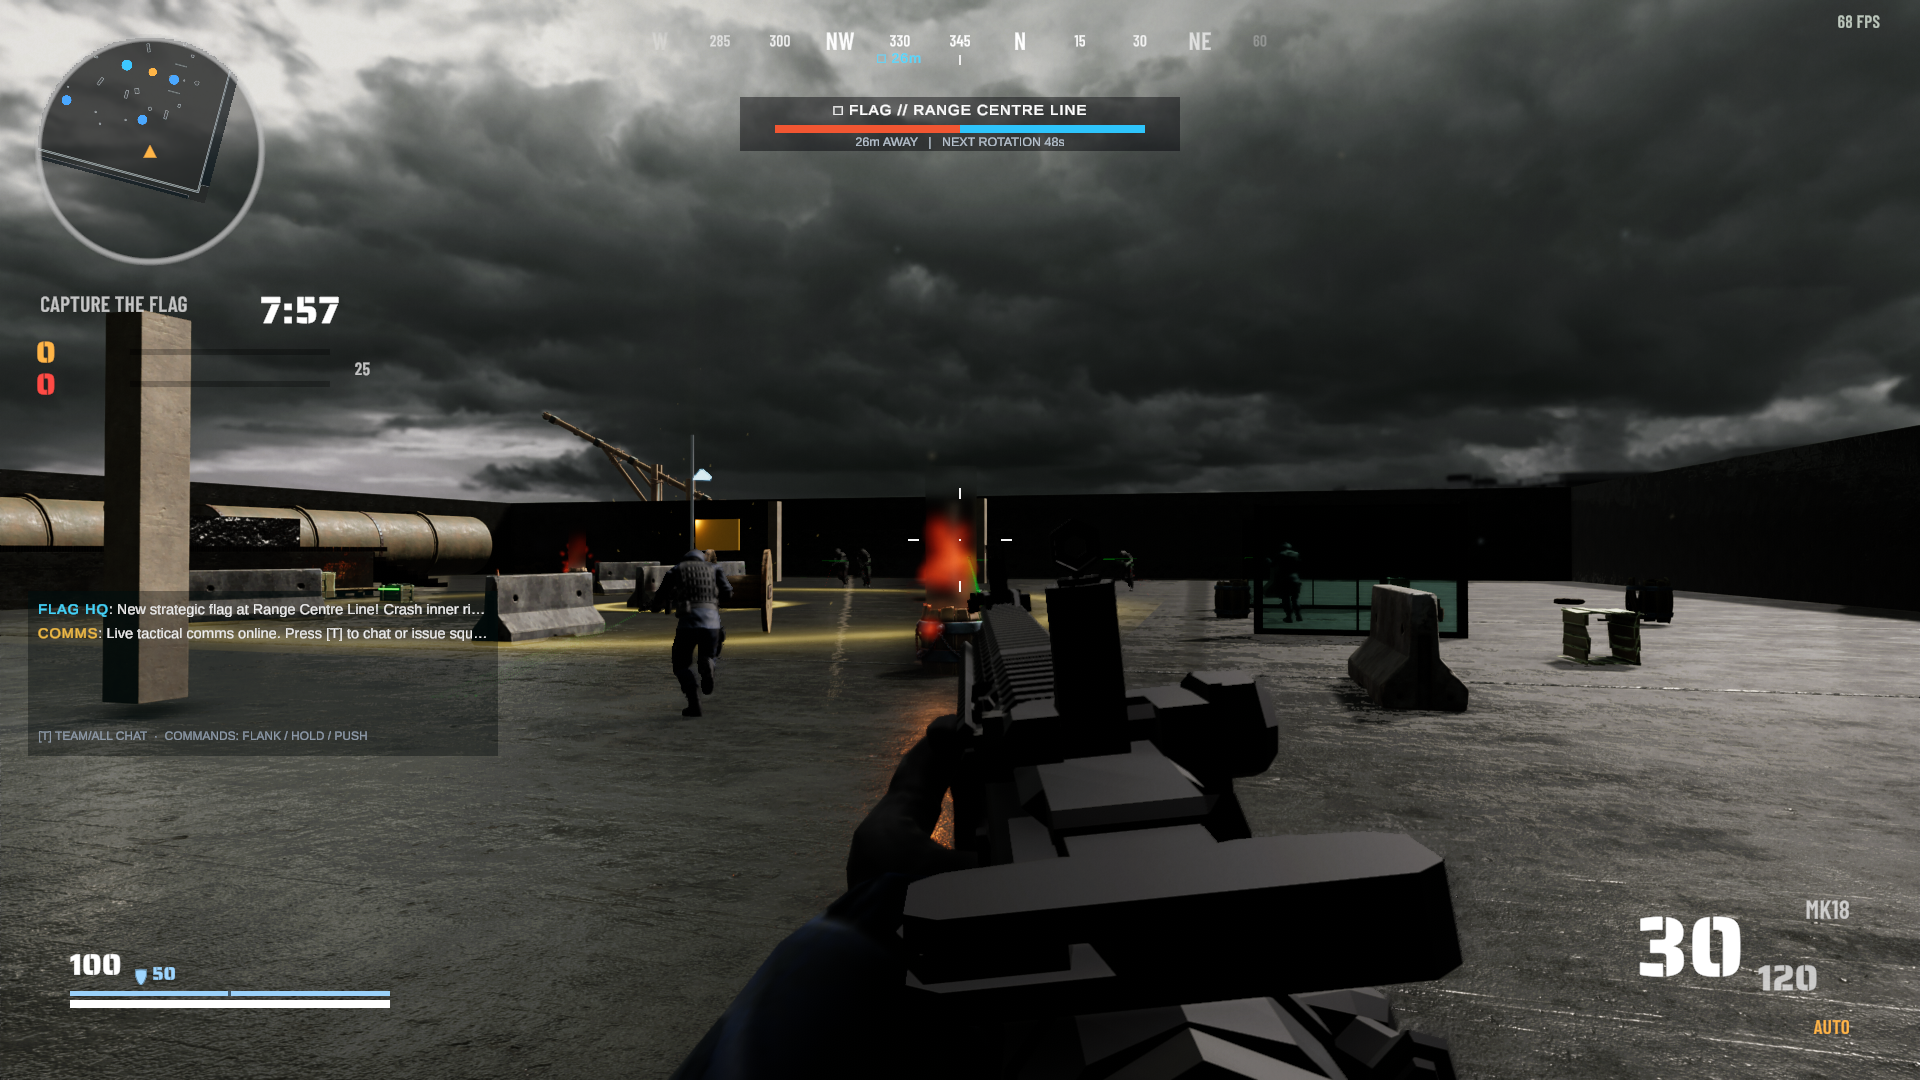 68 FPS
W 285 300 NW 330 345 N 15 30 NE 60
26m
FLAG // RANGE CENTRE LINE
26m AWAY | NEXT ROTATION 48s
CAPTURE THE FLAG 7:57
0
25
0
FLAG HQ: New strategic flag at Range Centre Line! Crash inner ri...
COMMS: Live tactical comms online. Press [T] to chat or issue squ...
[T] TEAM/ALL CHAT · COMMANDS: FLANK / HOLD / PUSH
100 50
MK18
30 120
AUTO